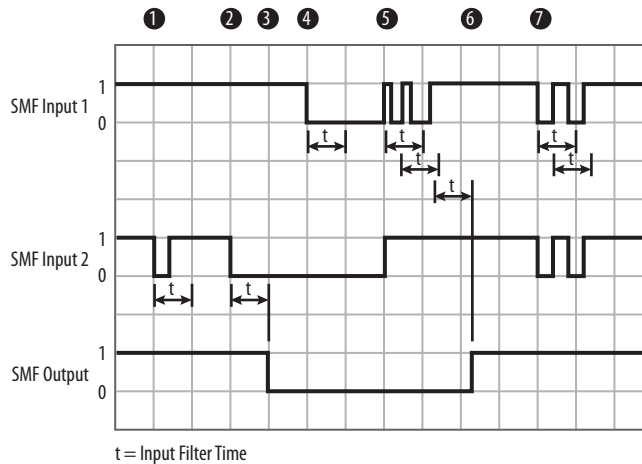 ❶ ❷ ❸ ❹ ❺ ❻ ❼
1
SMF Input 1
0
t t t
t t
t
1
SMF Input 2
0
t t
1
SMF Output
0
t = Input Filter Time